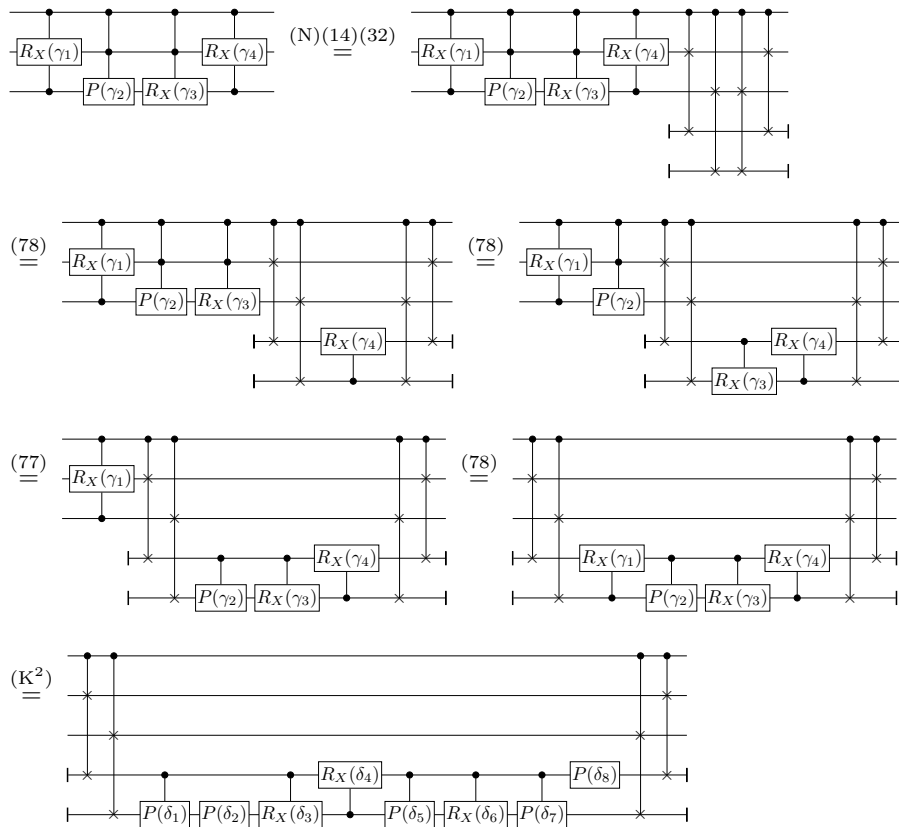 (N)(14)(32)
=
R_X(γ₁) R_X(γ₄) R_X(γ₁) R_X(γ₄)
P(γ₂) R_X(γ₃) P(γ₂) R_X(γ₃)
(78) (78)
= =
R_X(γ₁) R_X(γ₁)
P(γ₂) R_X(γ₃) P(γ₂)
R_X(γ₄) R_X(γ₄)
R_X(γ₃)
(77) (78)
= =
R_X(γ₁)
R_X(γ₄) R_X(γ₁) R_X(γ₄)
P(γ₂) R_X(γ₃) P(γ₂) R_X(γ₃)
(K²)
=
R_X(δ₄) P(δ₈)
P(δ₁) P(δ₂) R_X(δ₃) P(δ₅) R_X(δ₆) P(δ₇)